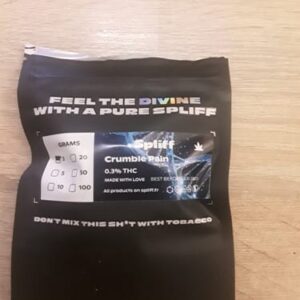 FEEL THE DIVINE
WITH A PURE SPLIFF
GRAMS
1 20
5 50
10 100
Spliff
Crumble Rain
0.3% THC
MADE WITH LOVE
All products on spliff.fr
DON'T MIX THIS SH*T WITH TOBACCO